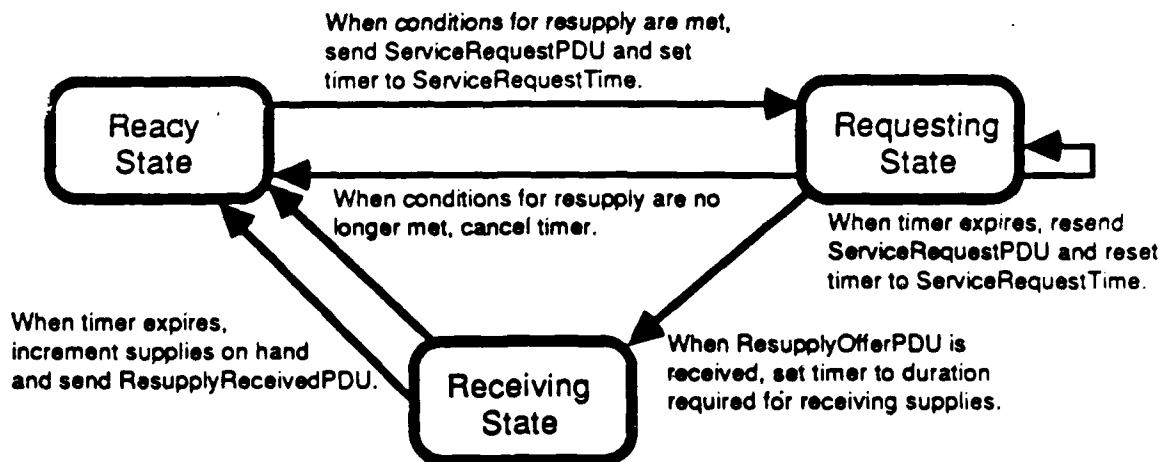 When conditions for resupply are met,
send ServiceRequestPDU and set
timer to ServiceRequestTime.
Reacy
State
Requesting
State
When conditions for resupply are no
longer met, cancel timer.
When timer expires, resend
ServiceRequestPDU and reset
timer to ServiceRequestTime.
When timer expires,
increment supplies on hand
and send ResupplyReceivedPDU.
Receiving
State
When ResupplyOfferPDU is
received, set timer to duration
required for receiving supplies.